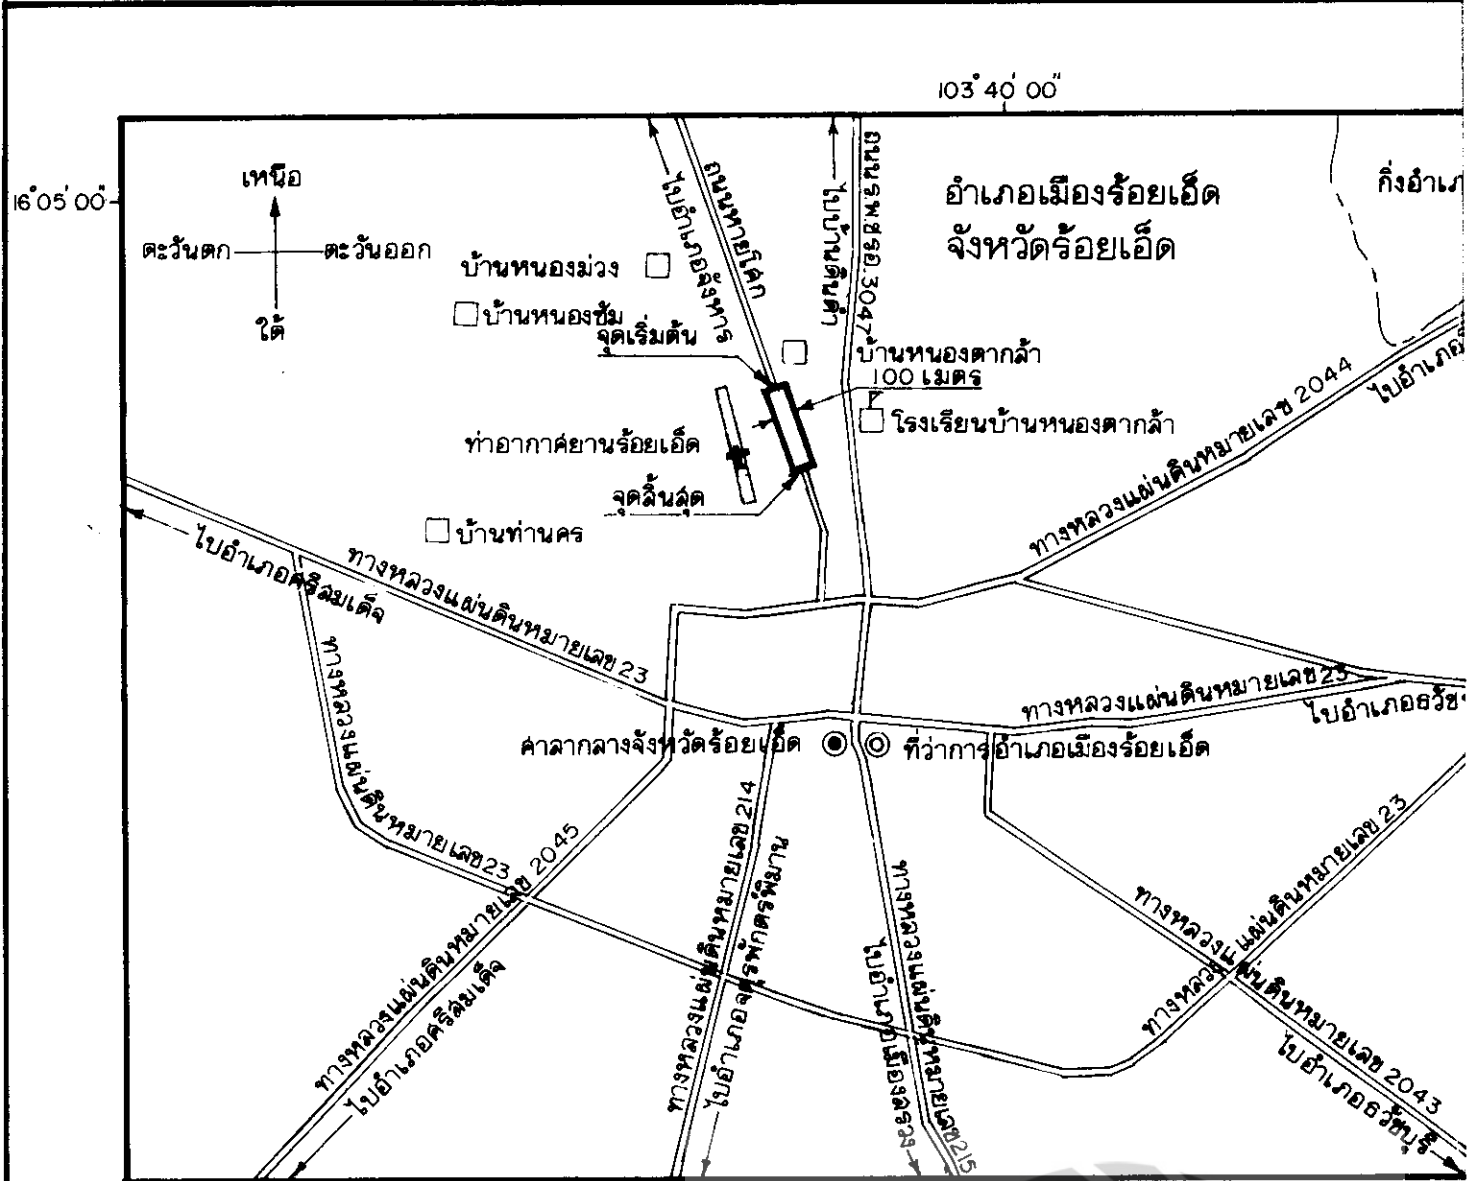 103°40'00"
16°05'00"
เหนือ
ตะวันตก
ตะวันออก
ใต้
อำเภอเมืองร้อยเอ็ด
จังหวัดร้อยเอ็ด
กิ่งอำเภ
ถนนหายโศก
ไปอำเภอจังหาร
ไปบ้านดินดำ
ถนนร.พ.ช.รอ.3047
บ้านหนองม่วง
บ้านหนองซัม
จุดเริ่มต้น
บ้านหนองตากล้า
100 เมตร
โรงเรียนบ้านหนองตากล้า
ท่าอากาศยานร้อยเอ็ด
จุดสิ้นสุด
บ้านท่านคร
ทางหลวงแผ่นดินหมายเลข 2044
ไปอำเภอ
ไปอำเภอศรีสมเด็จ
ทางหลวงแผ่นดินหมายเลข 23
ทางหลวงแผ่นดินหมายเลข 23
ทางหลวงแผ่นดินหมายเลข 23
ไปอำเภอธวัช
ศาลากลางจังหวัดร้อยเอ็ด
ที่ว่าการอำเภอเมืองร้อยเอ็ด
ทางหลวงแผ่นดินหมายเลข 2045
ไปอำเภอศรีสมเด็จ
ทางหลวงแผ่นดินหมายเลข 214
ไปอำเภอจตุรพักตรพิมาน
ทางหลวงแผ่นดินหมายเลข 215
ไปอำเภอเมืองสรวง
ทางหลวงแผ่นดินหมายเลข 23
ทางหลวงแผ่นดินหมายเลข 2043
ไปอำเภอธวัชบุรี